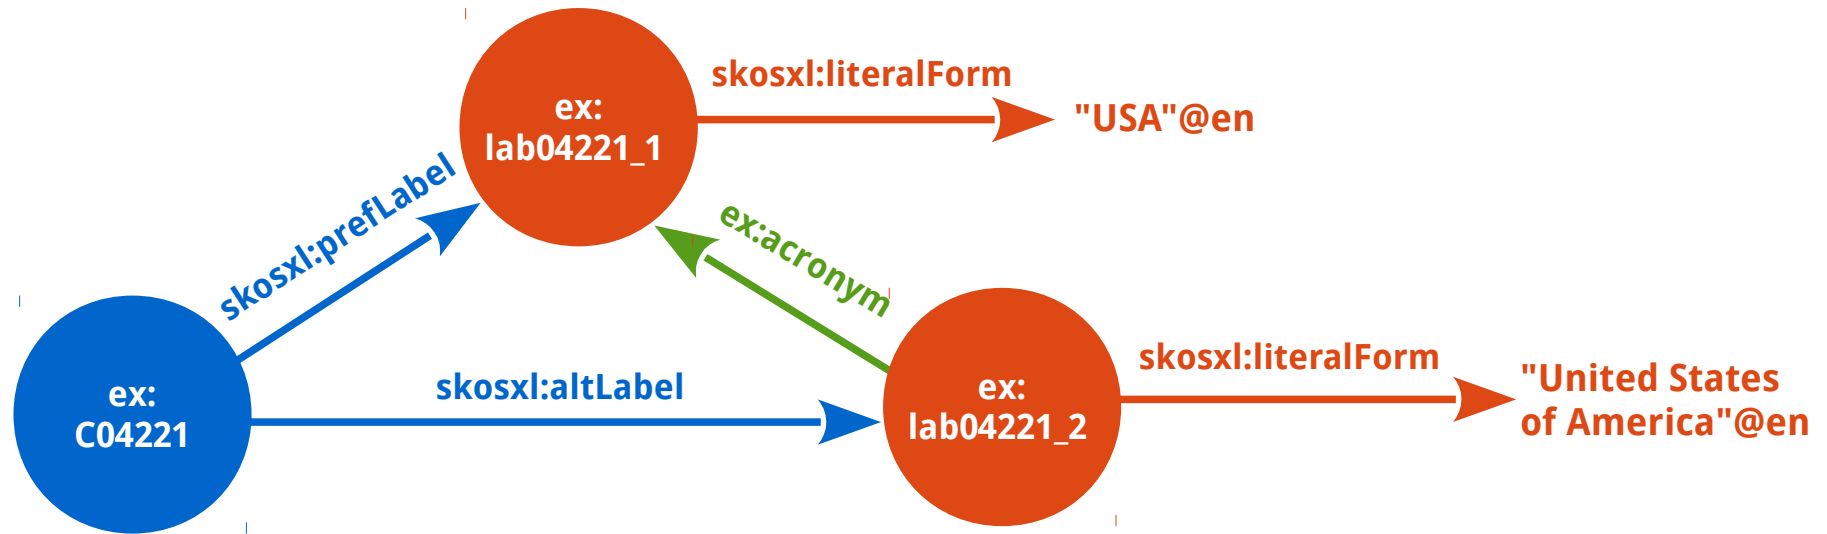 skosxl:literalForm
ex:
lab04221_1
"USA"@en
skosxl:prefLabel
ex:acronym
skosxl:literalForm
skosxl:altLabel
ex:
C04221
ex:
lab04221_2
"United States
of America"@en